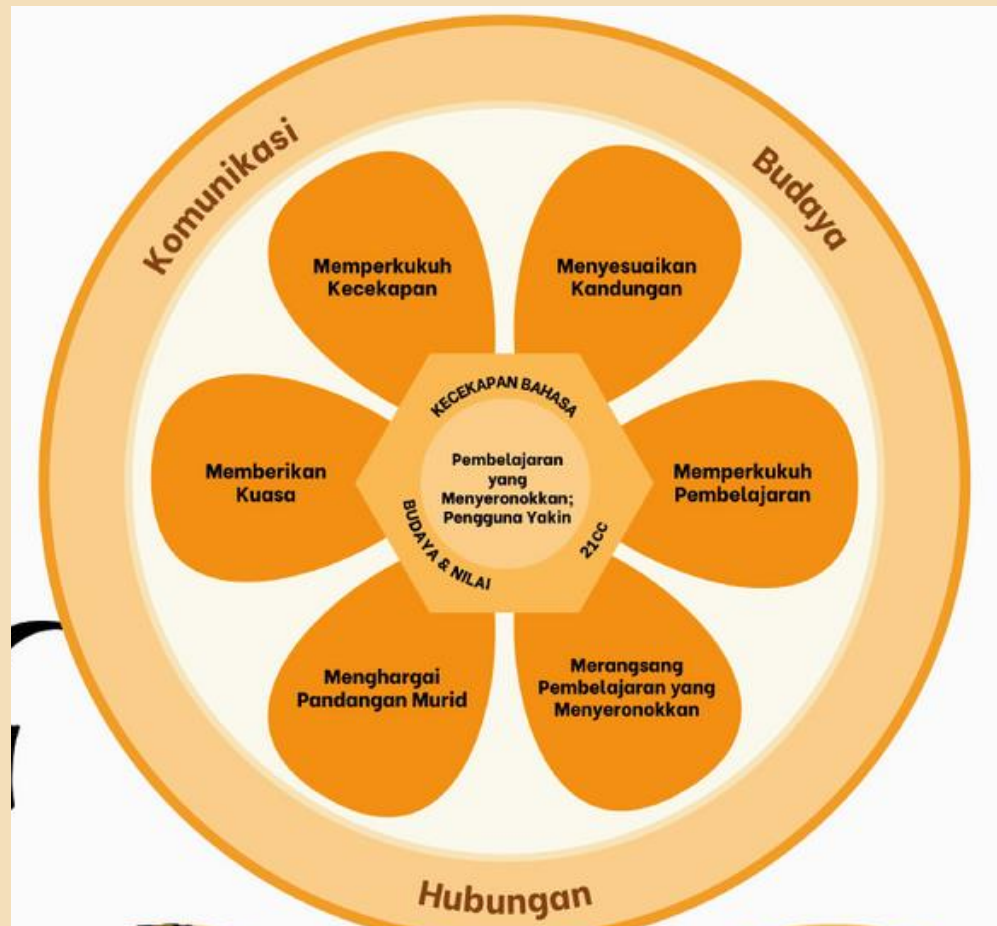 Komunikasi
Budaya
Memperkukuh
Kecekapan
Menyesuaikan
Kandungan
KECEKAPAN BAHASA
Memberikan
Kuasa
Pembelajaran
yang
Menyeronokkan;
Pengguna Yakin
Memperkukuh
Pembelajaran
BUDAYA & NILAI
21CC
Menghargai
Pandangan Murid
Merangsang
Pembelajaran yang
Menyeronokkan
Hubungan